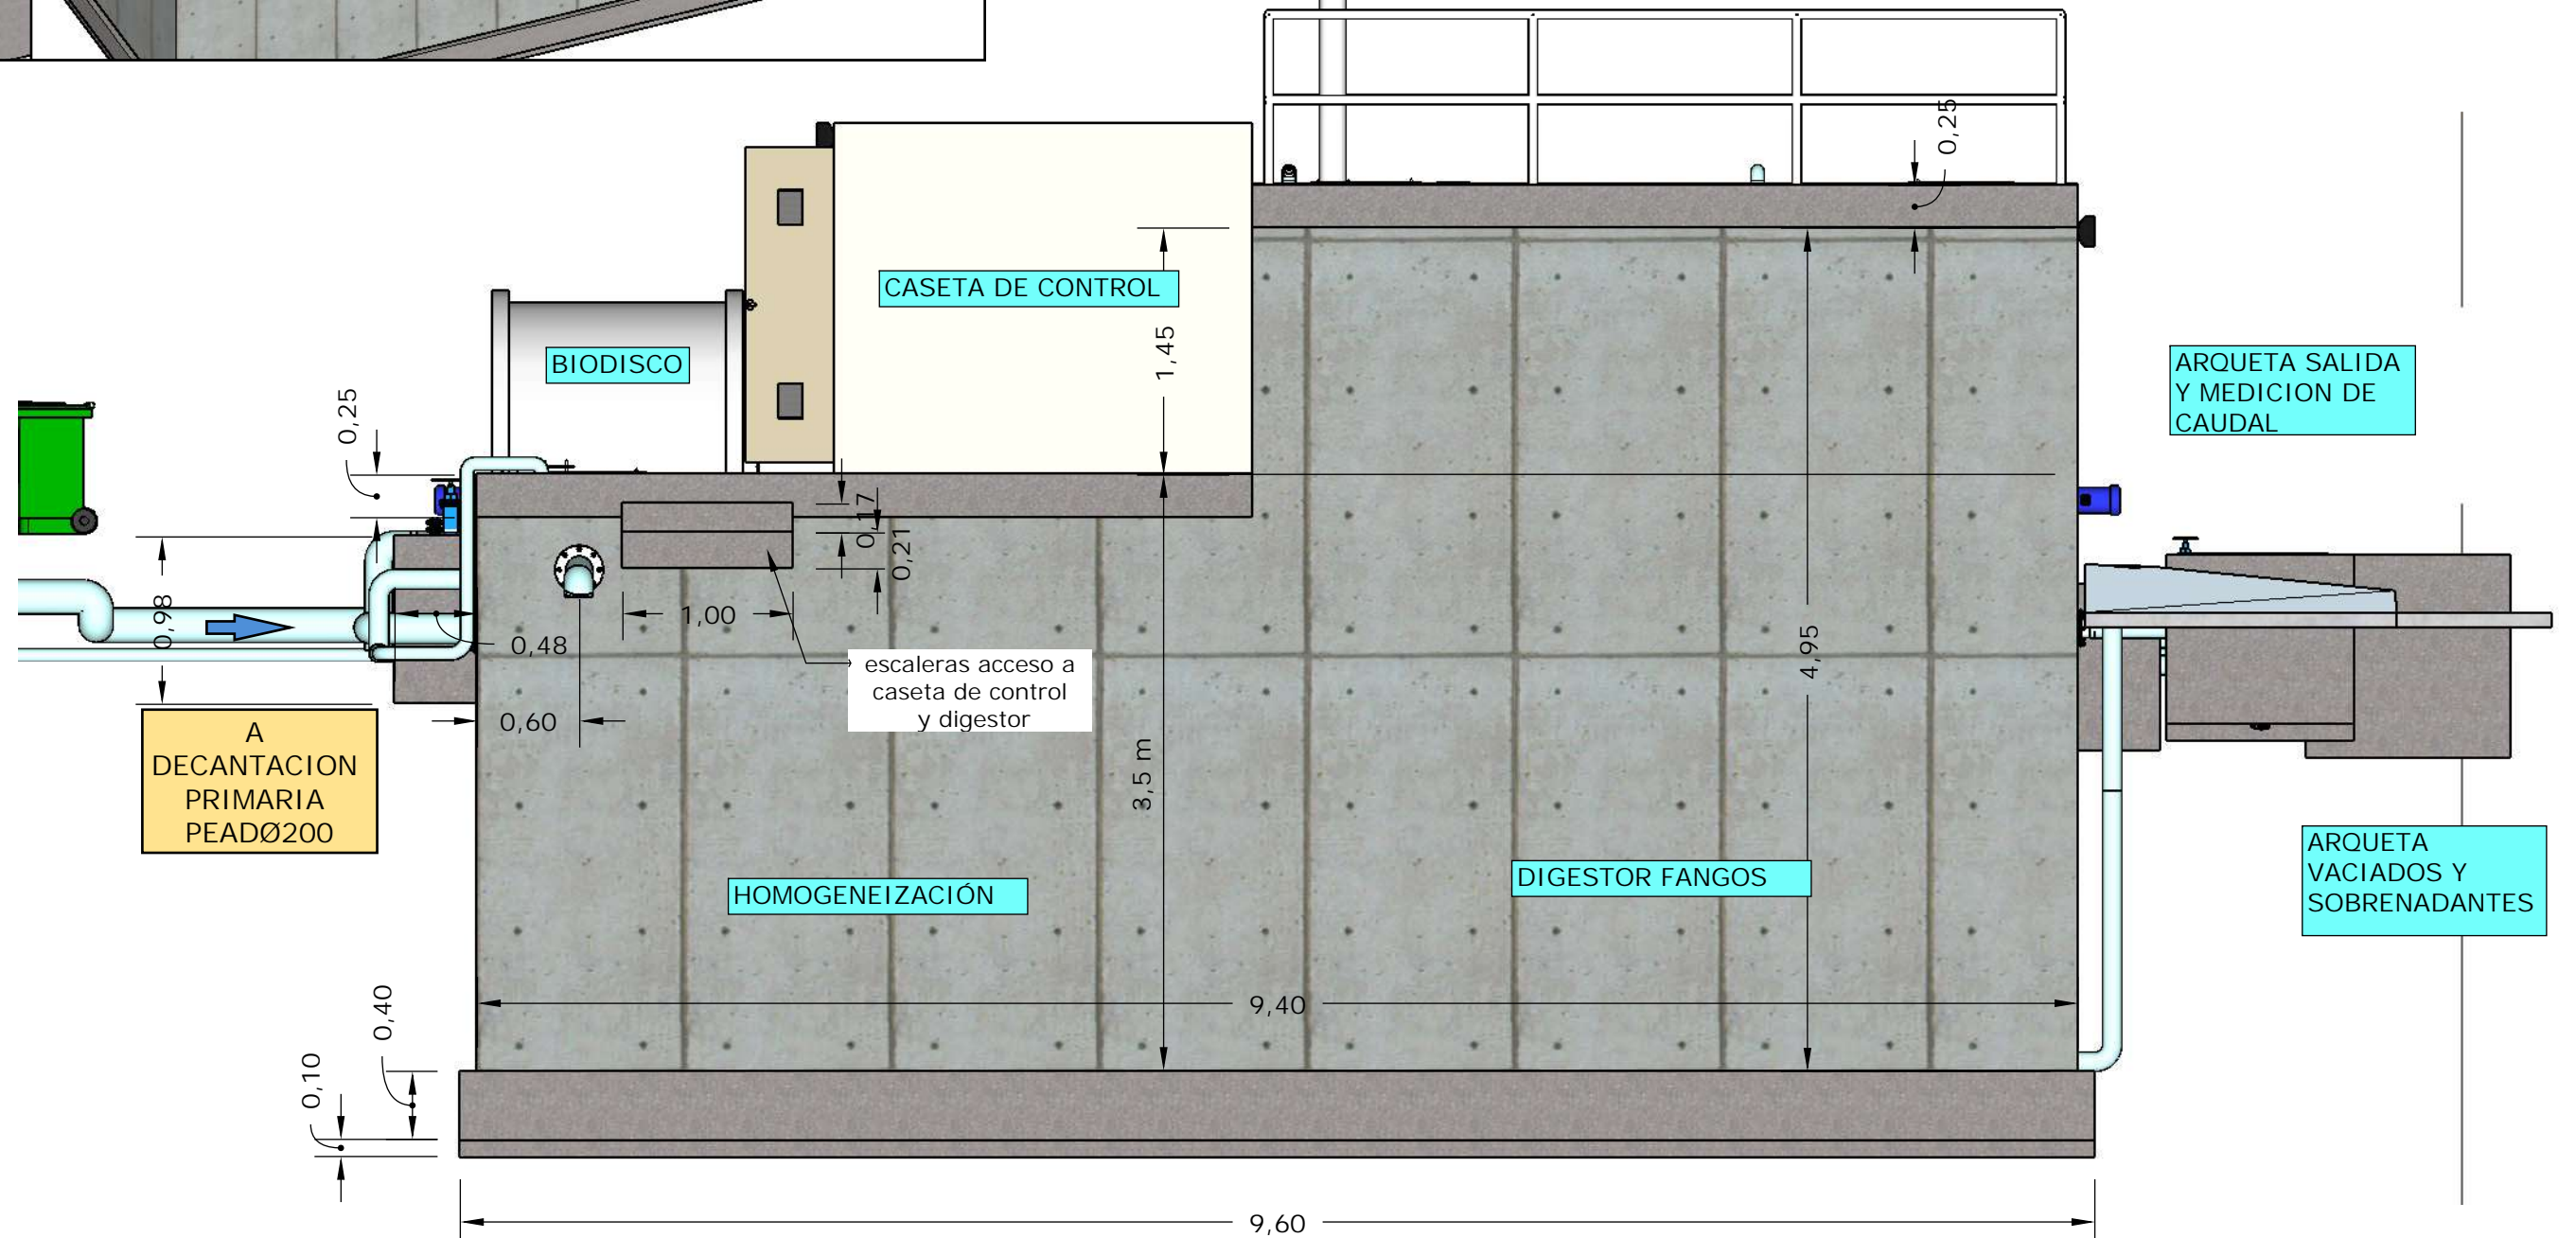 0,25
CASETA DE CONTROL
1,45
BIODISCO
ARQUETA SALIDA
Y MEDICION DE
CAUDAL
0,25
0,17
0,21
0,98
1,00
0,48
4,95
escaleras acceso a
caseta de control
y digestor
0,60
A
DECANTACION
PRIMARIA
PEADØ200
3,5 m
ARQUETA
VACIADOS Y
SOBRENADANTES
DIGESTOR FANGOS
HOMOGENEIZACIÓN
9,40
0,40
0,10
9,60